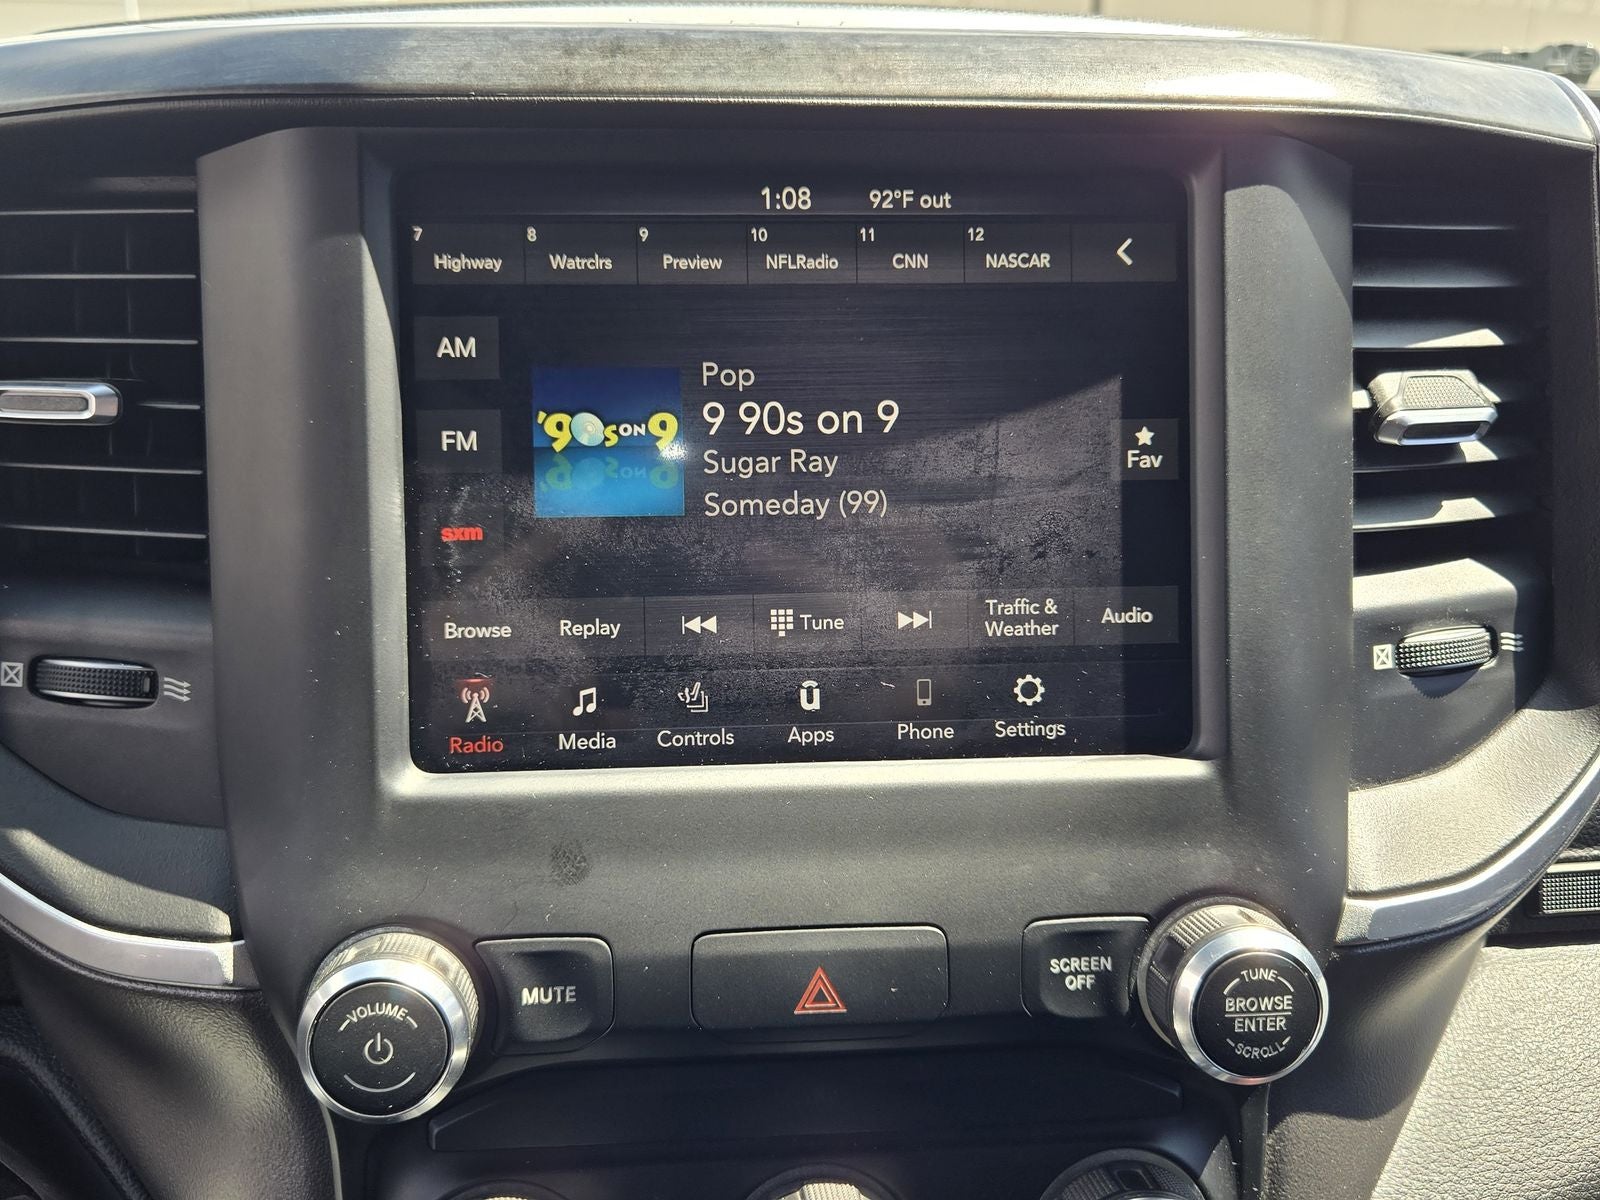 1:08 92°F out
7 8 9 10 11 12
Highway Watrclrs Preview NFLRadio CNN NASCAR
AM
Pop
'90s ON 9
9 90s on 9
FM
Fav
Sugar Ray
Someday (99)
sxm
Browse Replay Tune Traffic & Weather Audio
Radio Media Controls Apps Phone Settings
VOLUME
MUTE
SCREEN
OFF
TUNE
BROWSE
ENTER
SCROLL